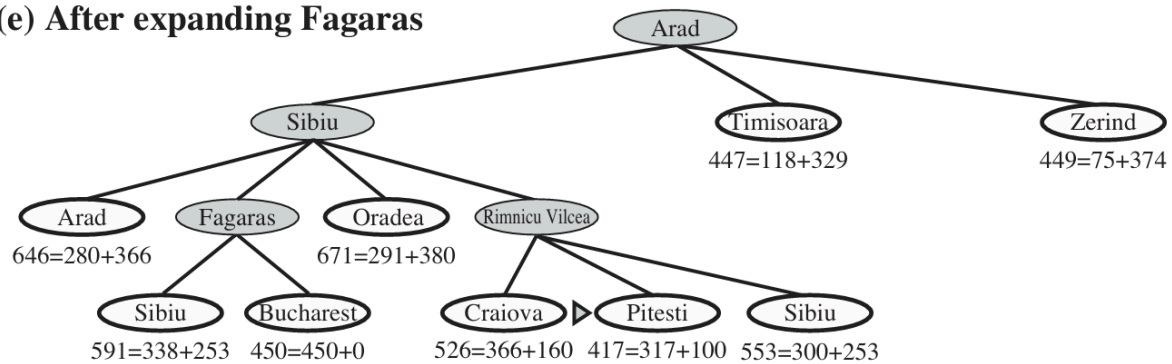 (e) After expanding Fagaras
Arad
Sibiu
Timisoara
Zerind
447=118+329
449=75+374
Arad
Fagaras
Oradea
Rimnicu Vilcea
646=280+366
671=291+380
Sibiu
Bucharest
Craiova
Pitesti
Sibiu
591=338+253
450=450+0
526=366+160
417=317+100
553=300+253